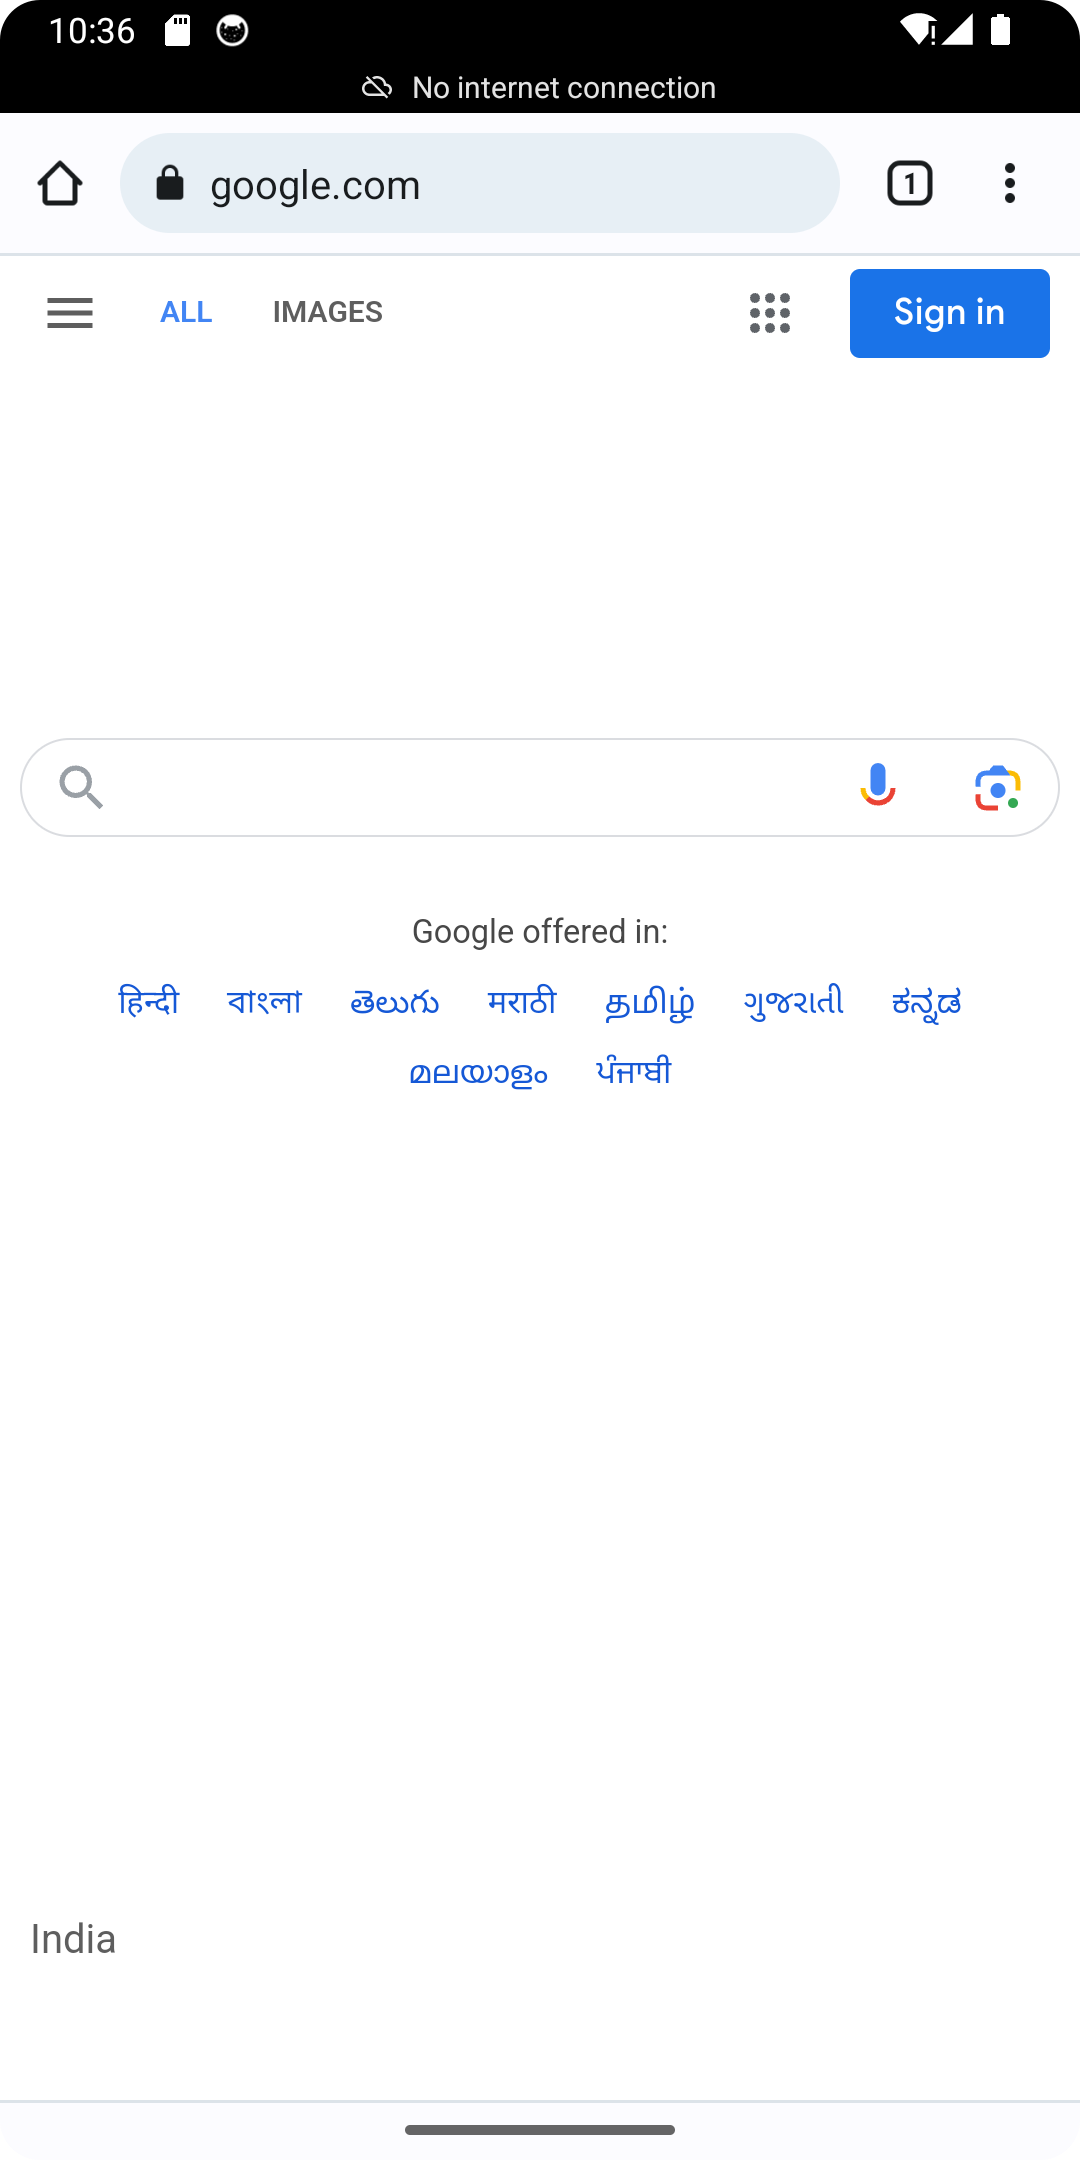 10:36
No internet connection
google.com
1
ALL IMAGES Sign in
Google offered in:
हिन्दी বাংলা తెలుగు मराठी தமிழ் ગુજરાતી ಕನ್ನಡ
മലയാളം ਪੰਜਾਬੀ
India